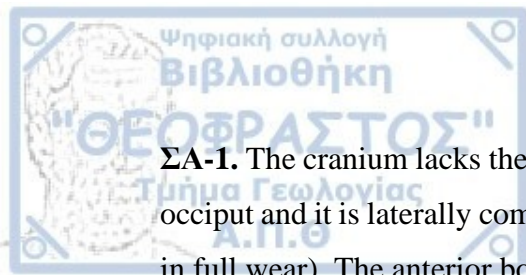 Ψηφιακή συλλογή
Βιβλιοθήκη
"ΘΕΟΦΡΑΣΤΟΣ"
ΣΑ-1. The cranium lacks the
Τμήμα Γεωλογίας
occiput and it is laterally com
Α.Π.Θ
in full wear). The anterior bo